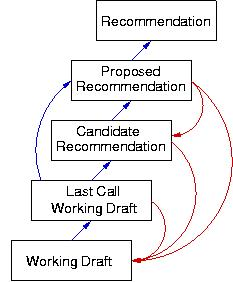 Recommendation
Proposed
Recommendation
Candidate
Recommendation
Last Call
Working Draft
Working Draft